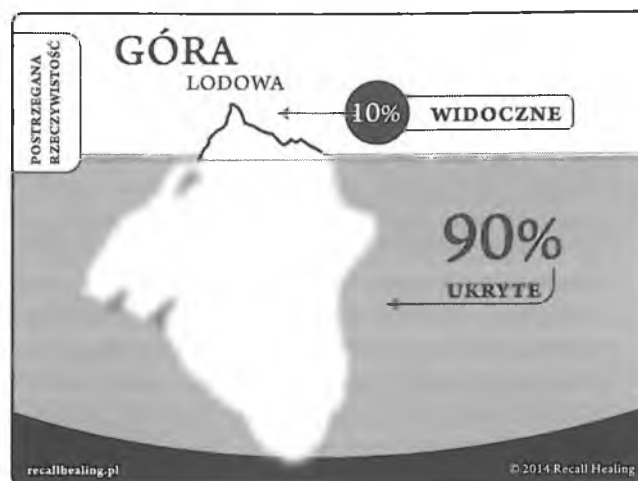 POSTRZEGANA
RZECZYWISTOŚĆ
GÓRA
LODOWA
10%
WIDOCZNE
90%
UKRYTE
recallhealing.pl
© 2014 Recall Healing